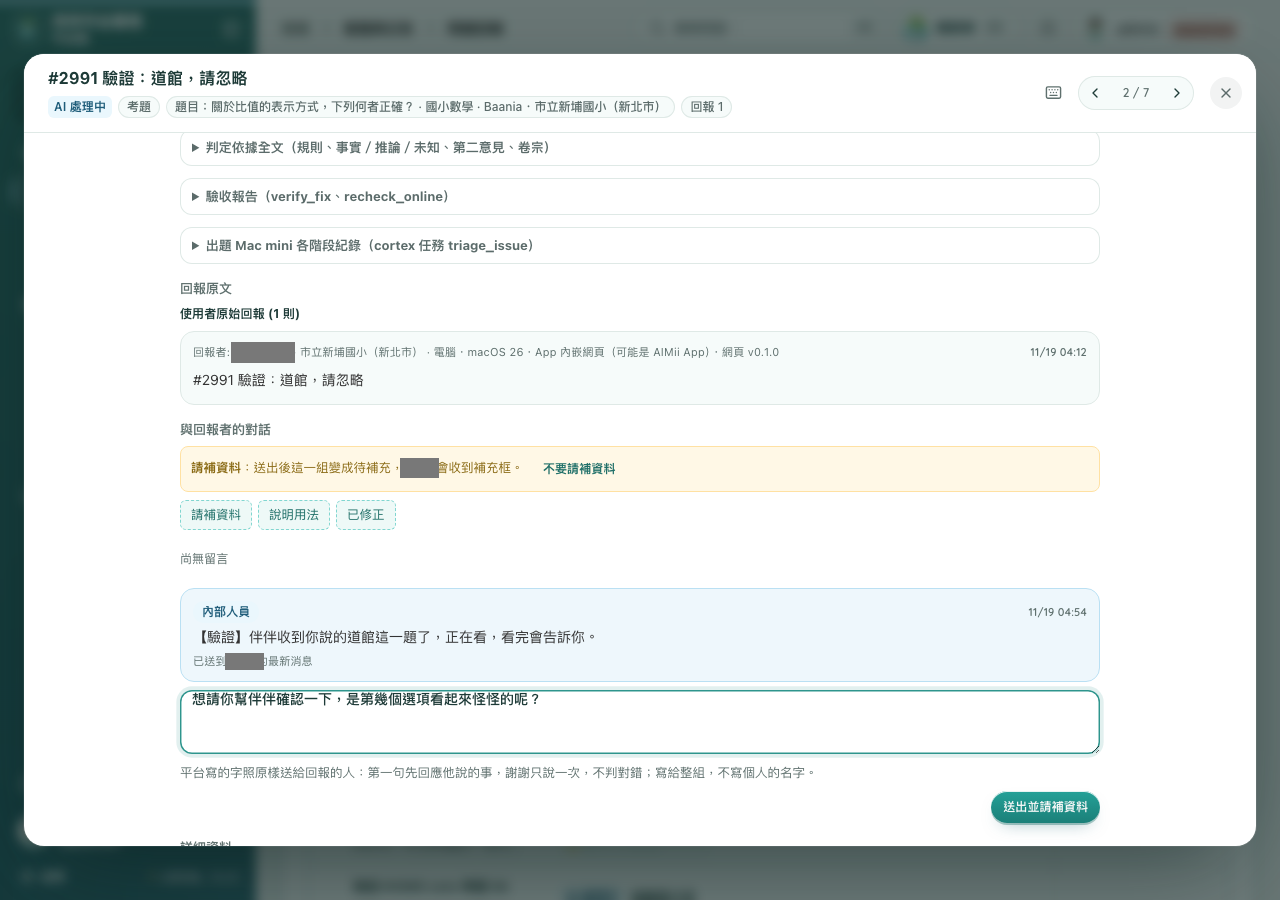 #2991 驗證：道館，請忽略
AI 處理中 考題 題目：關於比值的表示方式，下列何者正確？ · 國小數學 · Baania · 市立新埔國小（新北市） 回報 1
2 / 7
判定依據全文（規則、事實 / 推論 / 未知、第二意見、卷宗）
驗收報告（verify_fix、recheck_online）
出題 Mac mini 各階段紀錄（cortex 任務 triage_issue）
回報原文
使用者原始回報 (1 則)
回報者: 市立新埔國小（新北市） · 電腦 · macOS 26 · App 內嵌網頁（可能是 AIMii App） · 網頁 v0.1.0 11/19 04:12
#2991 驗證：道館，請忽略
與回報者的對話
請補資料：送出後這一組變成待補充， 會收到補充框。 不要請補資料
請補資料 說明用法 已修正
尚無留言
內部人員 11/19 04:54
【驗證】伴伴收到你說的道館這一題了，正在看，看完會告訴你。
已送到 的最新消息
想請你幫伴伴確認一下，是第幾個選項看起來怪怪的呢？
平台寫的字照原樣送給回報的人：第一句先回應他說的事，謝謝只說一次，不判對錯；寫給整組，不寫個人的名字。
送出並請補資料